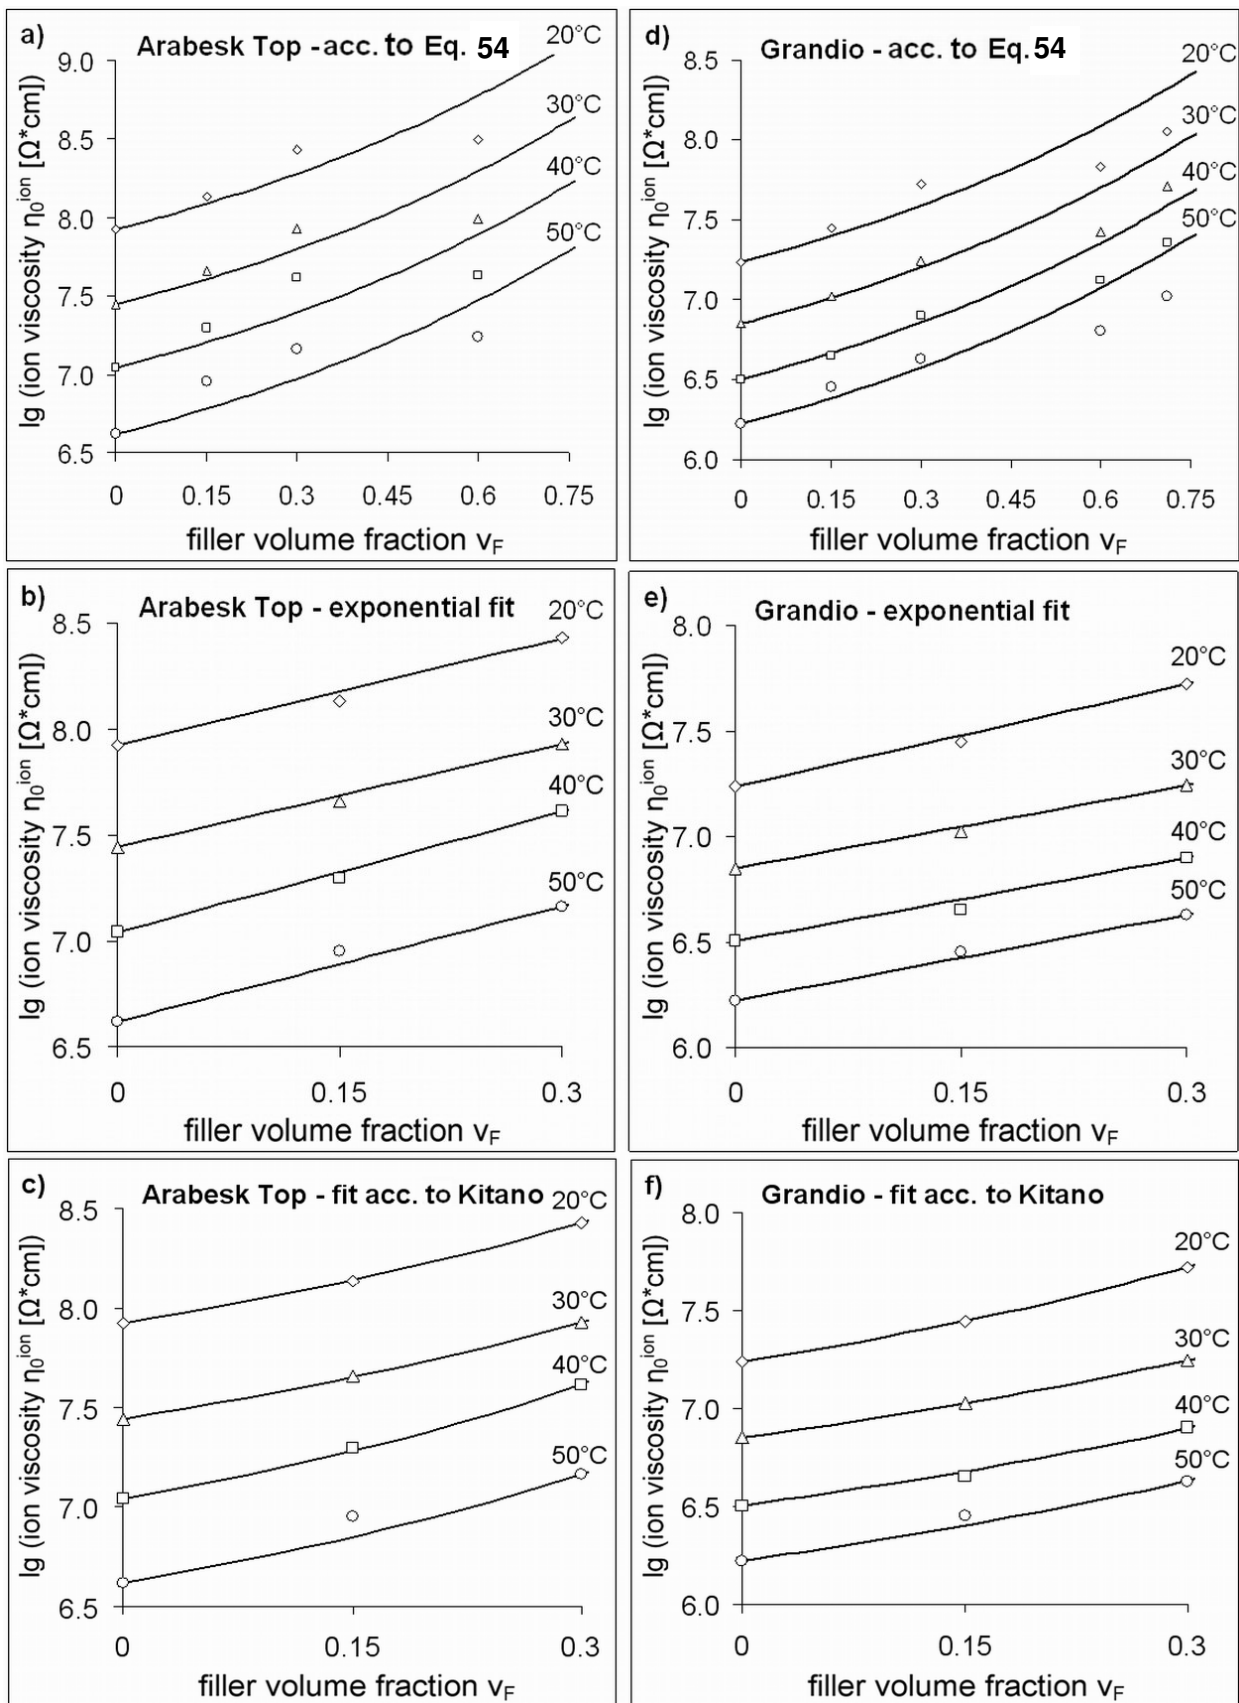 a) Arabesk Top - acc. to Eq. 54
20°C
30°C
40°C
50°C
lg (ion viscosity η₀ⁱᵒⁿ [Ω*cm])
9.0
8.5
8.0
7.5
7.0
6.5
0 0.15 0.3 0.45 0.6 0.75
filler volume fraction v_F
d) Grandio - acc. to Eq. 54
20°C
30°C
40°C
50°C
lg (ion viscosity η₀ⁱᵒⁿ [Ω*cm])
8.5
8.0
7.5
7.0
6.5
6.0
0 0.15 0.3 0.45 0.6 0.75
filler volume fraction v_F
b) Arabesk Top - exponential fit
20°C
30°C
40°C
50°C
lg (ion viscosity η₀ⁱᵒⁿ [Ω*cm])
8.5
8.0
7.5
7.0
6.5
0 0.15 0.3
filler volume fraction v_F
e) Grandio - exponential fit
20°C
30°C
40°C
50°C
lg (ion viscosity η₀ⁱᵒⁿ [Ω*cm])
8.0
7.5
7.0
6.5
6.0
0 0.15 0.3
filler volume fraction v_F
c) Arabesk Top - fit acc. to Kitano
20°C
30°C
40°C
50°C
lg (ion viscosity η₀ⁱᵒⁿ [Ω*cm])
8.5
8.0
7.5
7.0
6.5
0 0.15 0.3
filler volume fraction v_F
f) Grandio - fit acc. to Kitano
20°C
30°C
40°C
50°C
lg (ion viscosity η₀ⁱᵒⁿ [Ω*cm])
8.0
7.5
7.0
6.5
6.0
0 0.15 0.3
filler volume fraction v_F